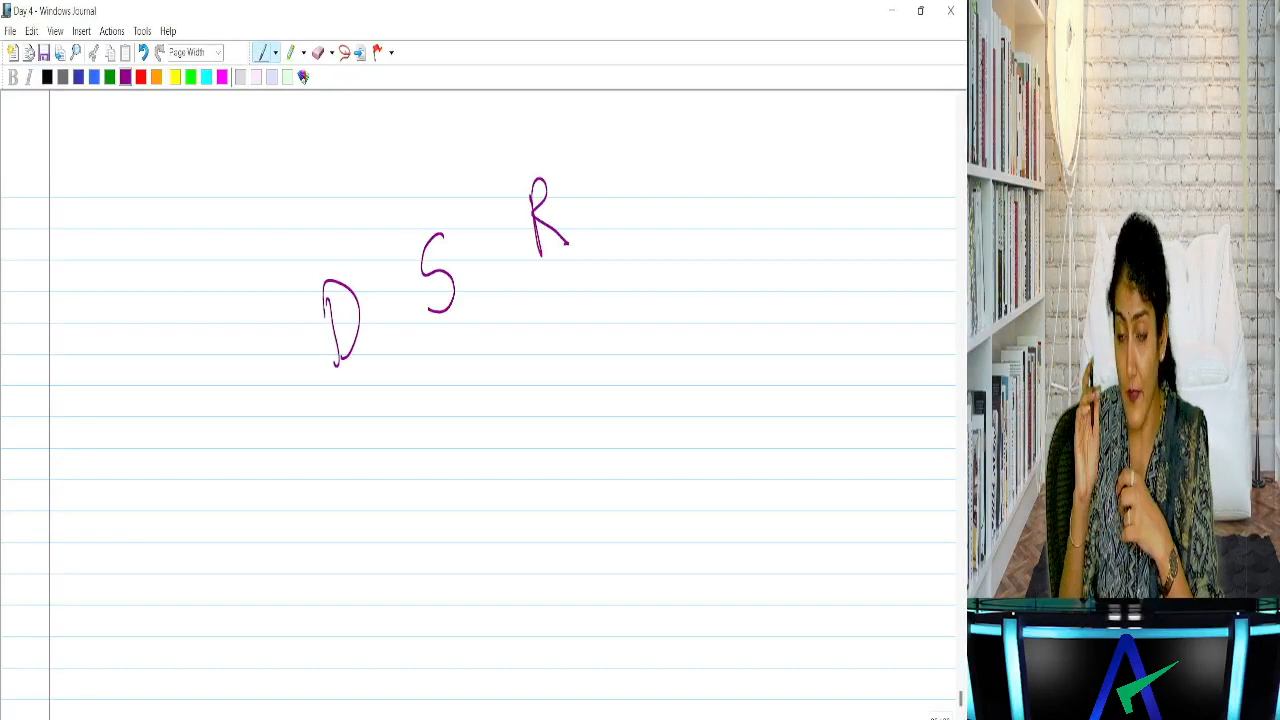 Day 4 - Windows Journal
File Edit View Insert Actions Tools Help
Page Width
B I
D S R